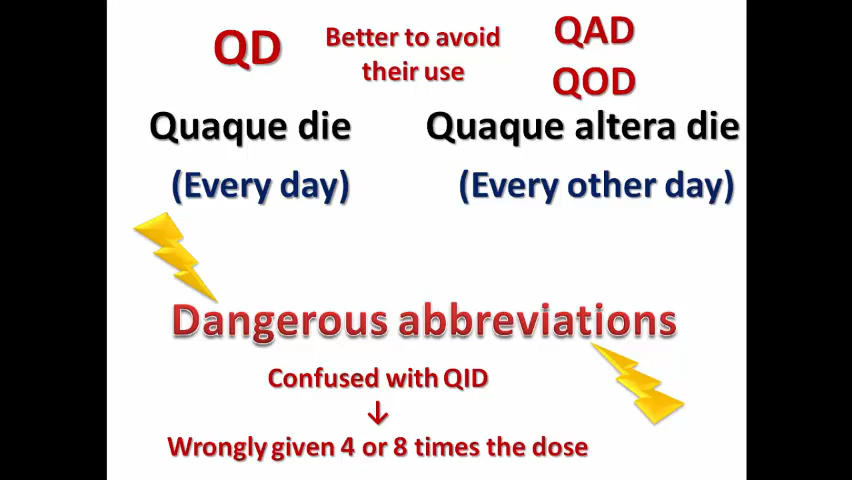 QD
Better to avoid
their use
QAD
QOD
Quaque die
Quaque altera die
(Every day)
(Every other day)
Dangerous abbreviations
Confused with QID
↓
Wrongly given 4 or 8 times the dose